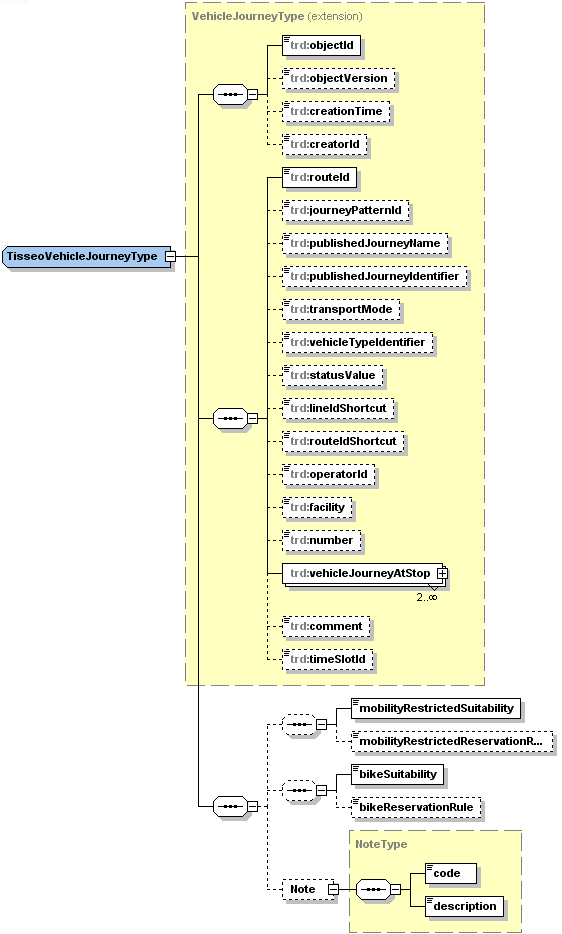 VehicleJourneyType (extension)
trd:objectId
trd:objectVersion
trd:creationTime
trd:creatorId
trd:routeId
trd:journeyPatternId
trd:publishedJourneyName
TisseoVehicleJourneyType
trd:publishedJourneyIdentifier
trd:transportMode
trd:vehicleTypeIdentifier
trd:statusValue
trd:lineIdShortcut
trd:routeIdShortcut
trd:operatorId
trd:facility
trd:number
trd:vehicleJourneyAtStop
2..∞
trd:comment
trd:timeSlotId
mobilityRestrictedSuitability
mobilityRestrictedReservationR...
bikeSuitability
bikeReservationRule
NoteType
Note
code
description